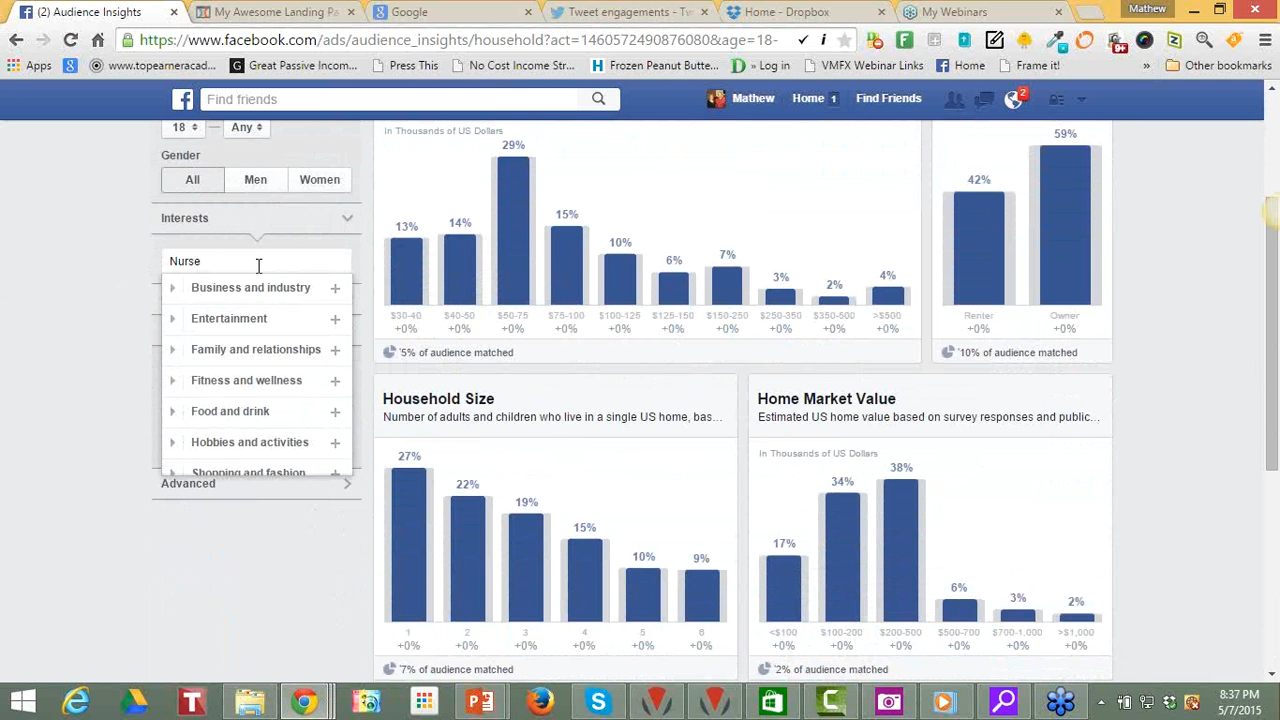 (2) Audience Insights
My Awesome Landing Pa
Google
Tweet engagements - Tw
Home - Dropbox
My Webinars
Mathew
https://www.facebook.com/ads/audience_insights/household?act=1460572490876080&age=18-
Apps
www.topearneracad...
Great Passive Incom...
Press This
No Cost Income Str...
Frozen Peanut Butte...
» Log in
VMFX Webinar Links
Home
Frame it!
»
Other bookmarks
Find friends
Mathew
Home 1
Find Friends
2
18 — Any
Gender
All Men Women
Interests
Nurse
Business and industry +
Entertainment +
Family and relationships +
Fitness and wellness +
Food and drink +
Hobbies and activities +
Shopping and fashion +
Advanced
In Thousands of US Dollars
13% 14% 29% 15% 10% 6% 7% 3% 2% 4%
$30-40 $40-50 $50-75 $75-100 $100-125 $125-150 $150-250 $250-350 $350-500 >$500
+0% +0% +0% +0% +0% +0% +0% +0% +0% +0%
5% of audience matched
42% 59%
Renter Owner
+0% +0%
10% of audience matched
Household Size
Number of adults and children who live in a single US home, bas...
27% 22% 19% 15% 10% 9%
1 2 3 4 5 6
+0% +0% +0% +0% +0% +0%
7% of audience matched
Home Market Value
Estimated US home value based on survey responses and public...
In Thousands of US Dollars
17% 34% 38% 6% 3% 2%
<$100 $100-200 $200-500 $500-700 $700-1,000 >$1,000
+0% +0% +0% +0% +0% +0%
2% of audience matched
8:37 PM
5/7/2015